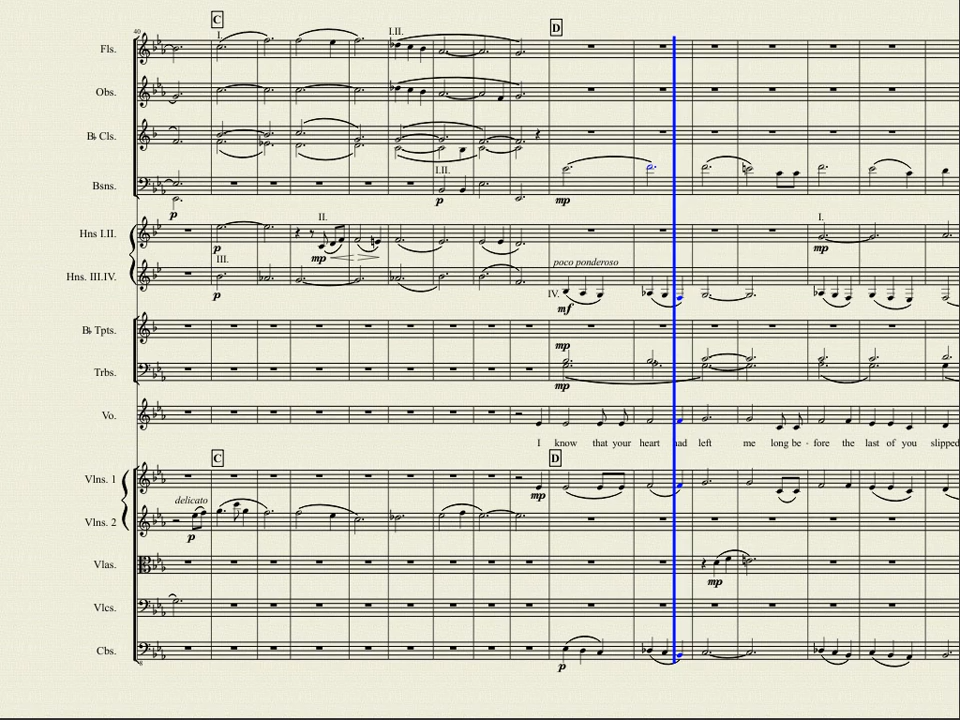 C
40
Fls.
I.
I.II.
D
Obs.
B♭ Cls.
Bsns.
I.II.
p
p
mp
Hns I.II.
p
II.
mp
I.
mp
Hns. III.IV.
III.
p
poco ponderoso
IV.
mf
B♭ Tpts.
mp
Trbs.
mp
Vo.
I know that your heart had left me long be - fore the last of you slipped
C
D
Vlns. 1
mp
delicato
Vlns. 2
p
Vlas.
mp
Vlcs.
Cbs.
8
p